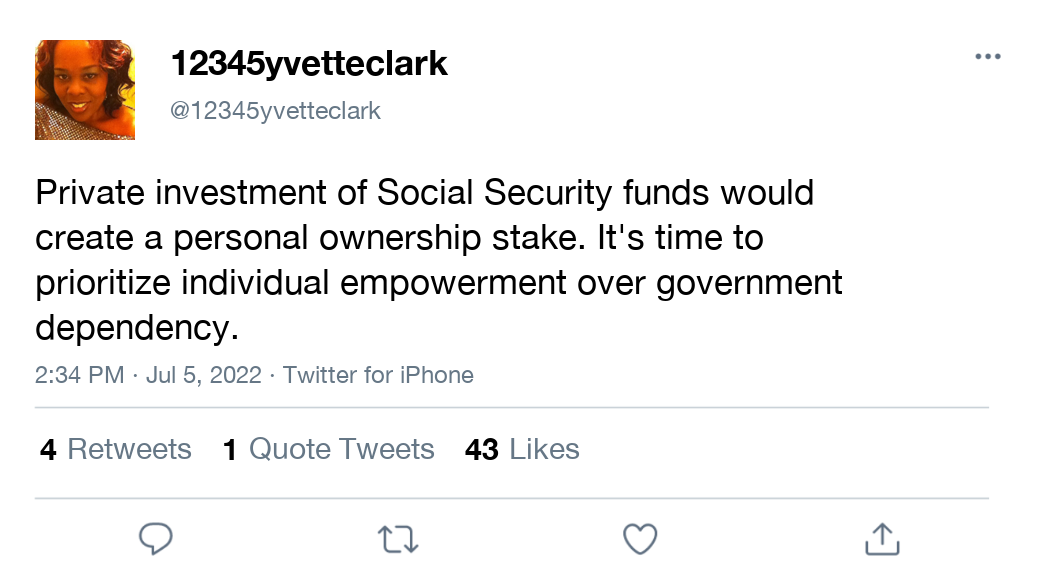 12345yvetteclark
@12345yvetteclark
Private investment of Social Security funds would
create a personal ownership stake. It's time to
prioritize individual empowerment over government
dependency.
2:34 PM · Jul 5, 2022 · Twitter for iPhone
4 Retweets 1 Quote Tweets 43 Likes